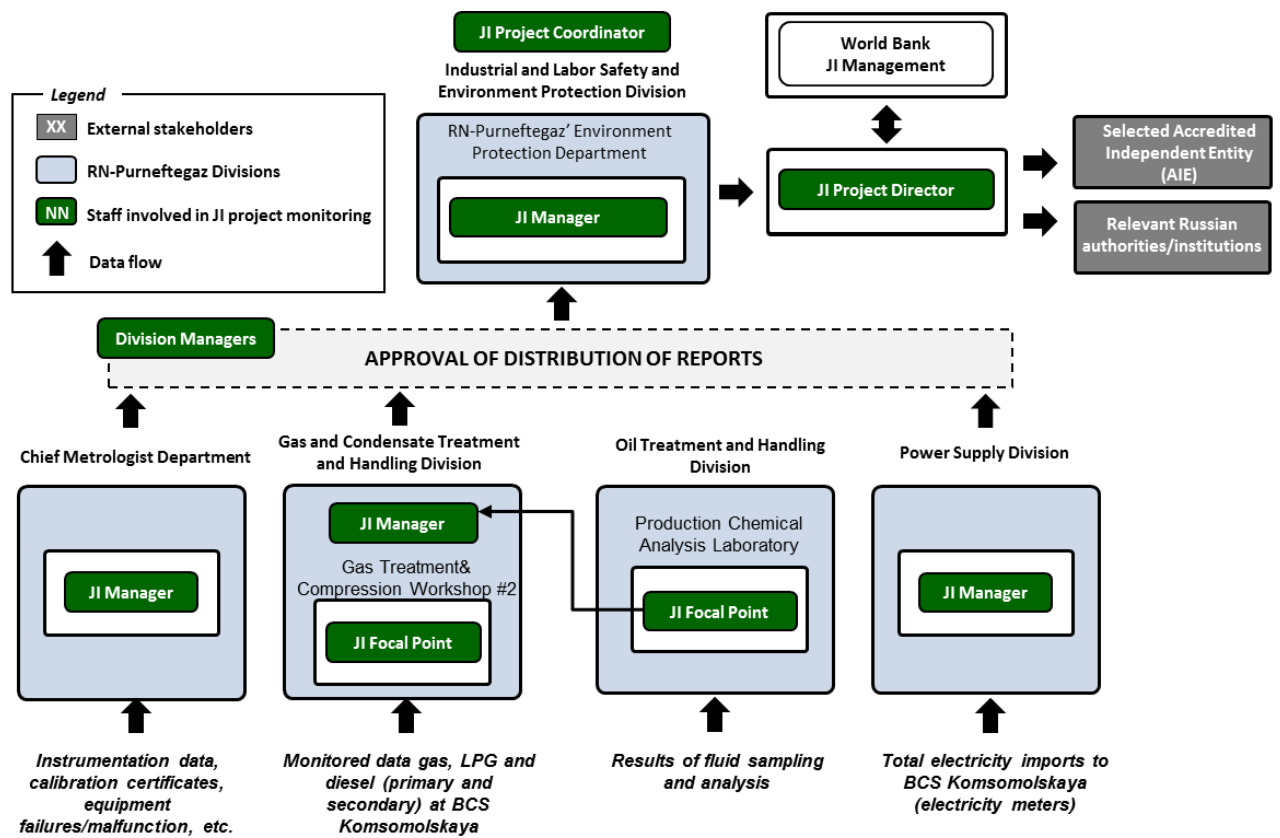 JI Project Coordinator
Industrial and Labor Safety and
Environment Protection Division
RN-Purneftegaz’ Environment
Protection Department
JI Manager
World Bank
JI Management
JI Project Director
Selected Accredited
Independent Entity
(AIE)
Relevant Russian
authorities/institutions
Legend
XX External stakeholders
RN-Purneftegaz Divisions
NN Staff involved in JI project monitoring
Data flow
Division Managers
APPROVAL OF DISTRIBUTION OF REPORTS
Chief Metrologist Department
JI Manager
Instrumentation data,
calibration certificates,
equipment
failures/malfunction, etc.
Gas and Condensate Treatment
and Handling Division
JI Manager
Gas Treatment&
Compression Workshop #2
JI Focal Point
Monitored data gas, LPG and
diesel (primary and
secondary) at BCS
Komsomolskaya
Oil Treatment and Handling
Division
Production Chemical
Analysis Laboratory
JI Focal Point
Results of fluid sampling
and analysis
Power Supply Division
JI Manager
Total electricity imports to
BCS Komsomolskaya
(electricity meters)